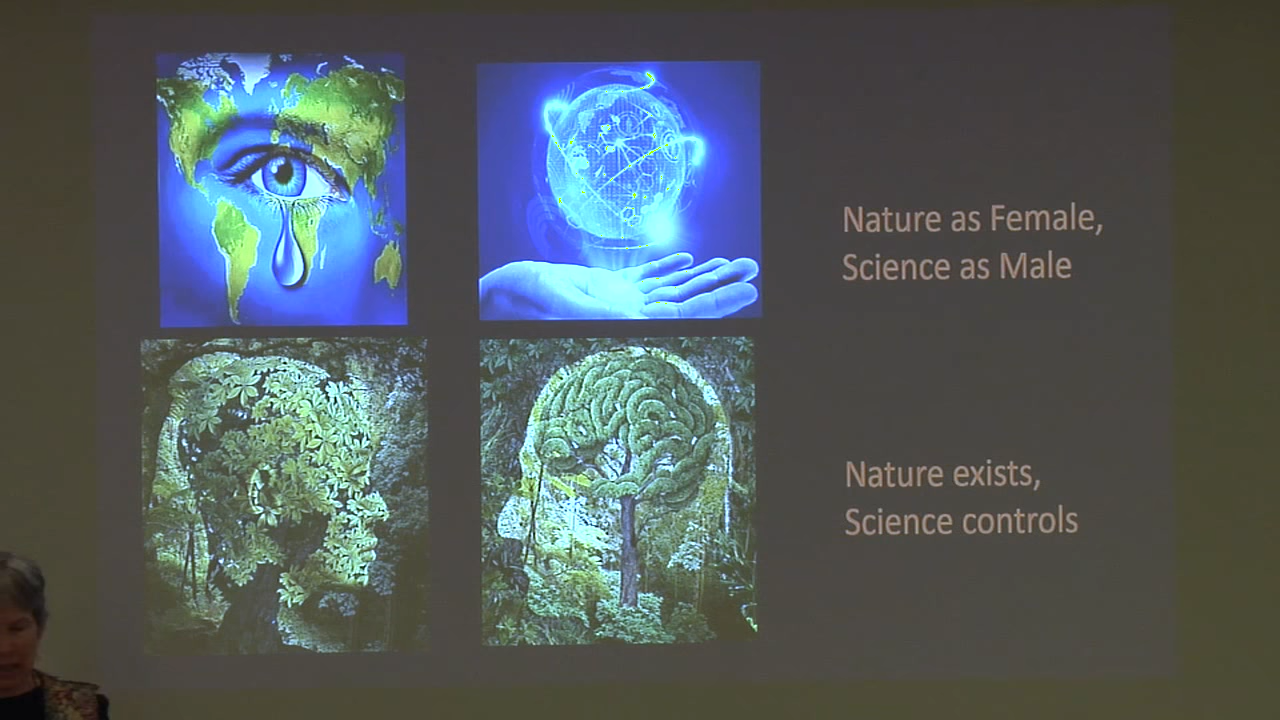 Nature as Female,
Science as Male
Nature exists,
Science controls